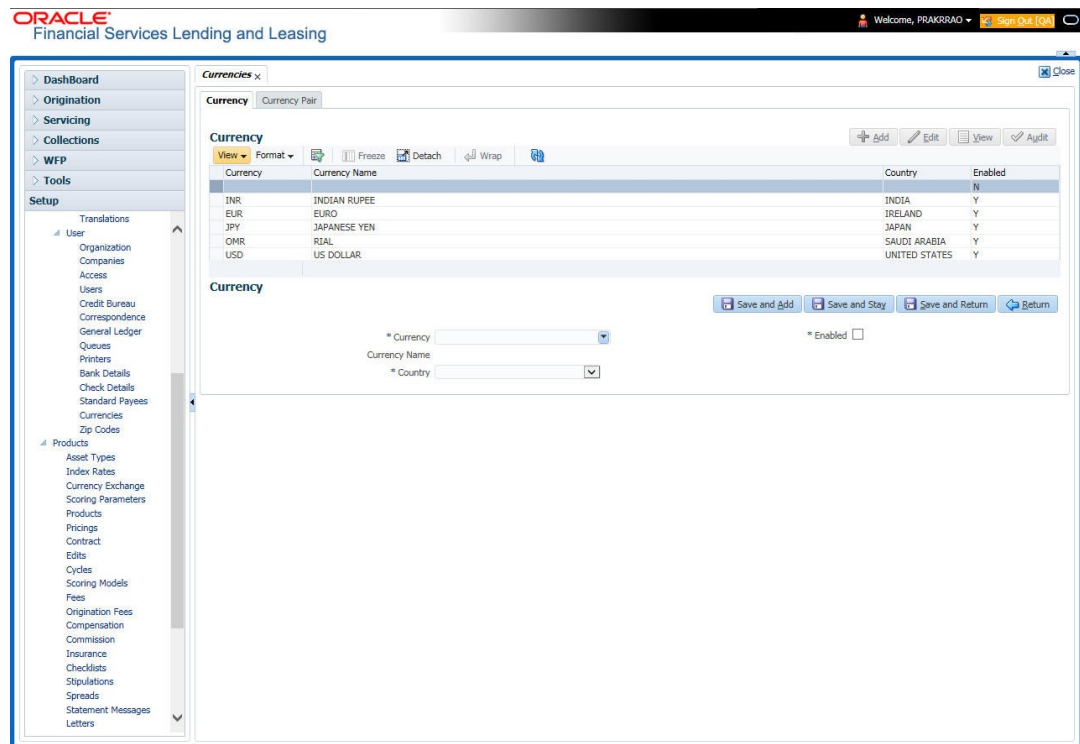 ORACLE®
Financial Services Lending and Leasing
Welcome, PRAKRRAO
Sign Out [QA]
DashBoard
Origination
Servicing
Collections
WFP
Tools
Setup
Translations
User
Organization
Companies
Access
Users
Credit Bureau
Correspondence
General Ledger
Queues
Printers
Bank Details
Check Details
Standard Payees
Currencies
Zip Codes
Products
Asset Types
Index Rates
Currency Exchange
Scoring Parameters
Products
Pricings
Contract
Edits
Cycles
Scoring Models
Fees
Origination Fees
Compensation
Commission
Insurance
Checklists
Stipulations
Spreads
Statement Messages
Letters
Currencies
Close
Currency Currency Pair
Currency
Add Edit View Audit
View Format Freeze Detach Wrap
Currency Currency Name Country Enabled
N
INR INDIAN RUPEE INDIA Y
EUR EURO IRELAND Y
JPY JAPANESE YEN JAPAN Y
OMR RIAL SAUDI ARABIA Y
USD US DOLLAR UNITED STATES Y
Currency
Save and Add Save and Stay Save and Return Return
* Currency
* Enabled
Currency Name
* Country